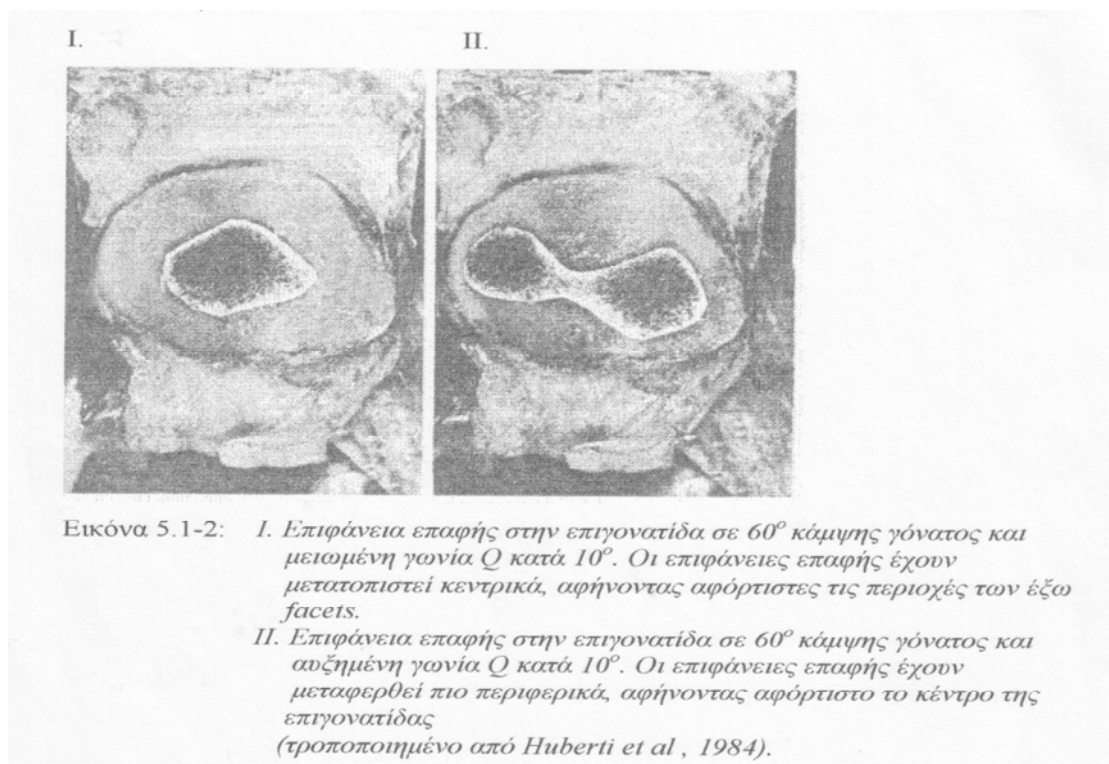 I. II.
Εικόνα 5.1-2: I. Επιφάνεια επαφής στην επιγονατίδα σε 60° κάμψης γόνατος και
μειωμένη γωνία Q κατά 10°. Οι επιφάνειες επαφής έχουν
μετατοπιστεί κεντρικά, αφήνοντας αφόρτιστες τις περιοχές των έξω
facets.
II. Επιφάνεια επαφής στην επιγονατίδα σε 60° κάμψης γόνατος και
αυξημένη γωνία Q κατά 10°. Οι επιφάνειες επαφής έχουν
μεταφερθεί πιο περιφερικά, αφήνοντας αφόρτιστο το κέντρο της
επιγονατίδας
(τροποποιημένο από Huberti et al , 1984).